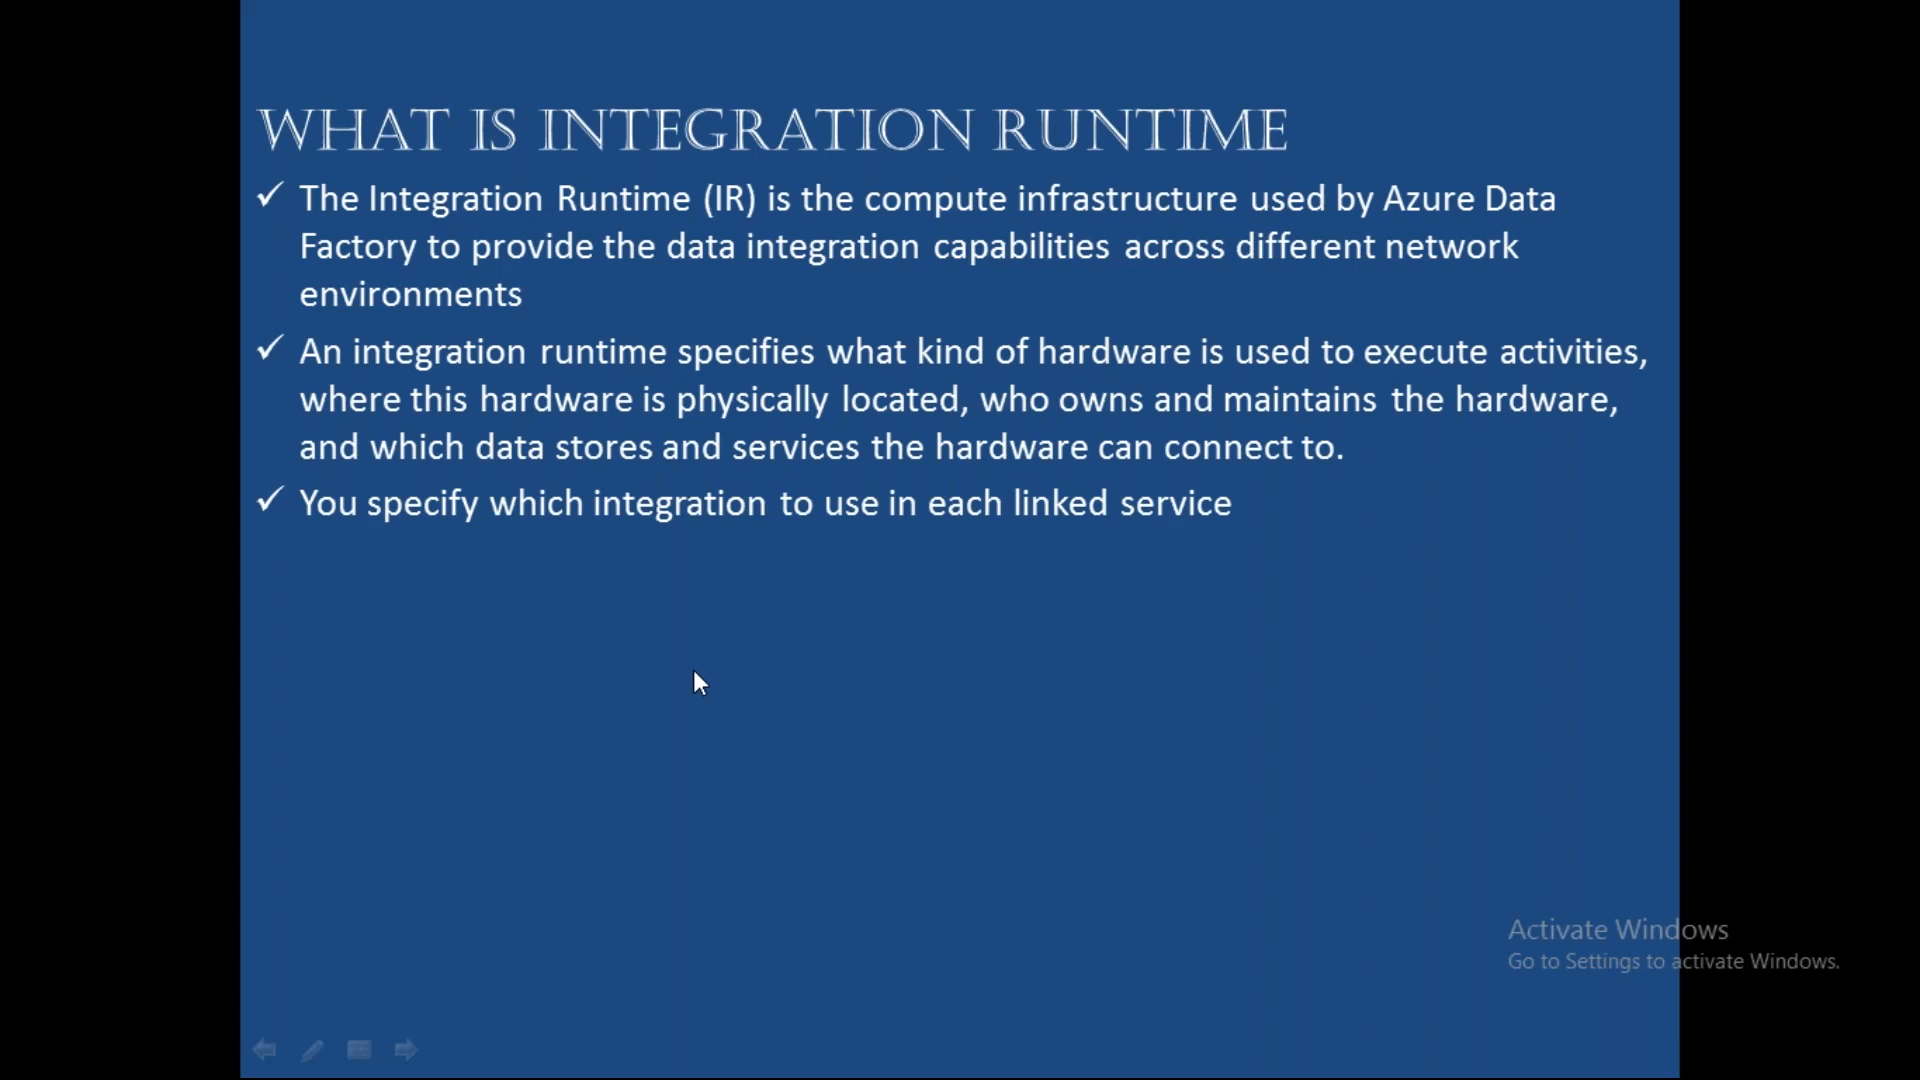 WHAT IS INTEGRATION RUNTIME
✓ The Integration Runtime (IR) is the compute infrastructure used by Azure Data
Factory to provide the data integration capabilities across different network
environments
✓ An integration runtime specifies what kind of hardware is used to execute activities,
where this hardware is physically located, who owns and maintains the hardware,
and which data stores and services the hardware can connect to.
✓ You specify which integration to use in each linked service
Activate Windows
Go to Settings to activate Windows.